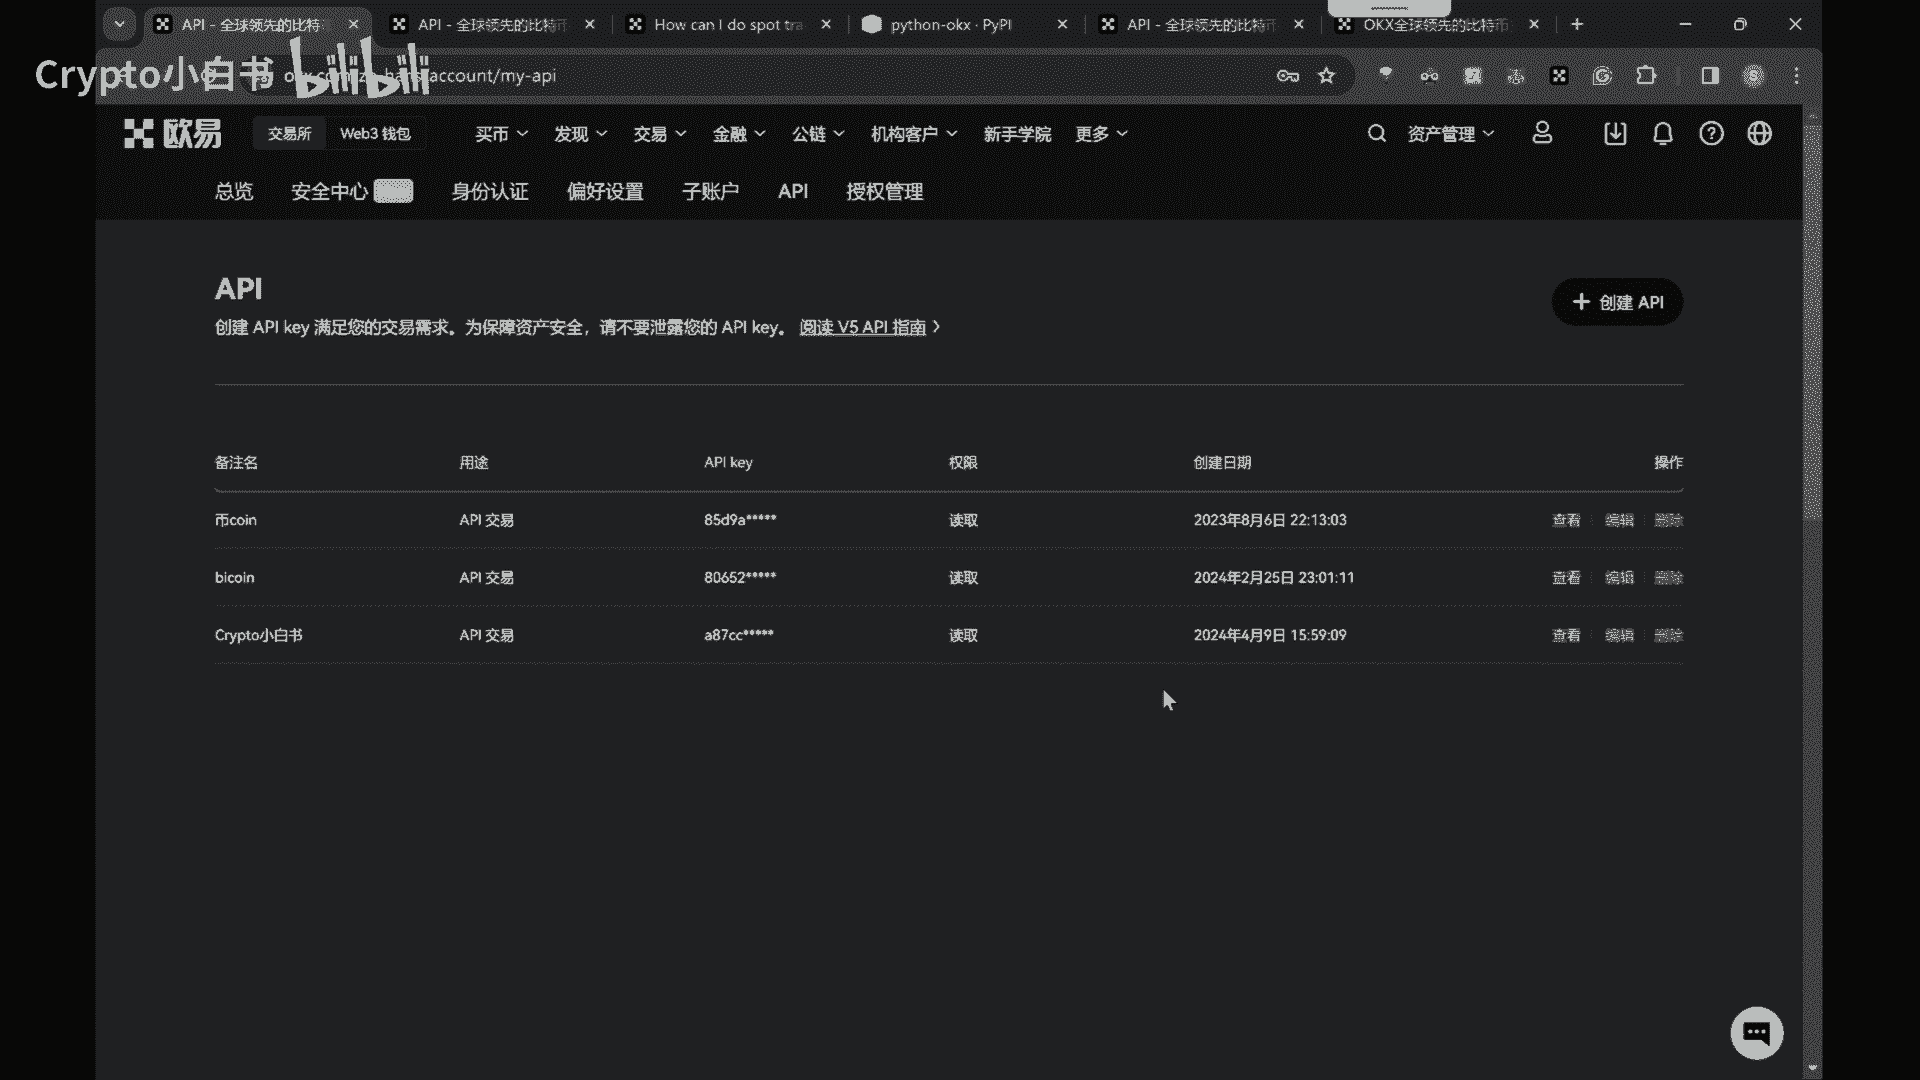 API - 全球领先的比特
API - 全球领先的比特币
How can I do spot tra
python-okx · PyPI
API - 全球领先的比特币
OKX全球领先的比特币
Crypto小白书 bilibili
account/my-api
欧易
交易所
Web3 钱包
买币
发现
交易
金融
公链
机构客户
新手学院
更多
资产管理
总览
安全中心
身份认证
偏好设置
子账户
API
授权管理
API
创建 API key 满足您的交易需求。为保障资产安全，请不要泄露您的 API key。 阅读 V5 API 指南
创建 API
备注名 用途 API key 权限 创建日期 操作
币coin API 交易 85d9a***** 读取 2023年8月6日 22:13:03 查看 编辑 删除
bicoin API 交易 80652***** 读取 2024年2月25日 23:01:11 查看 编辑 删除
Crypto小白书 API 交易 a87cc***** 读取 2024年4月9日 15:59:09 查看 编辑 删除